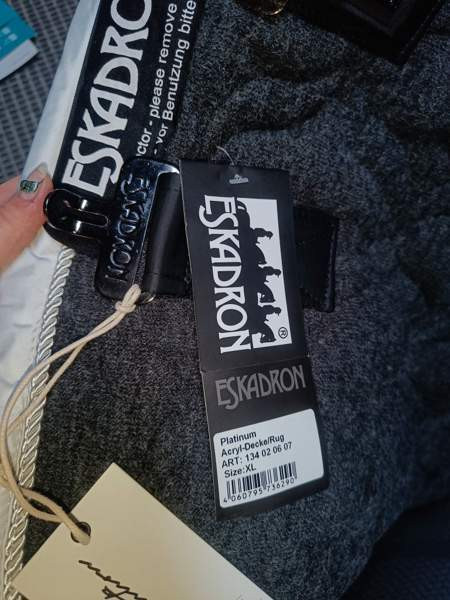 ESKADRON
ctor - please remove
- vor Benutzung bitte
ESKADRON
ESKADRON
®
ESKADRON
Platinum
Acryl-Decke/Rug
ART: 134 02 06 07
Size:XL
4 060795 736290